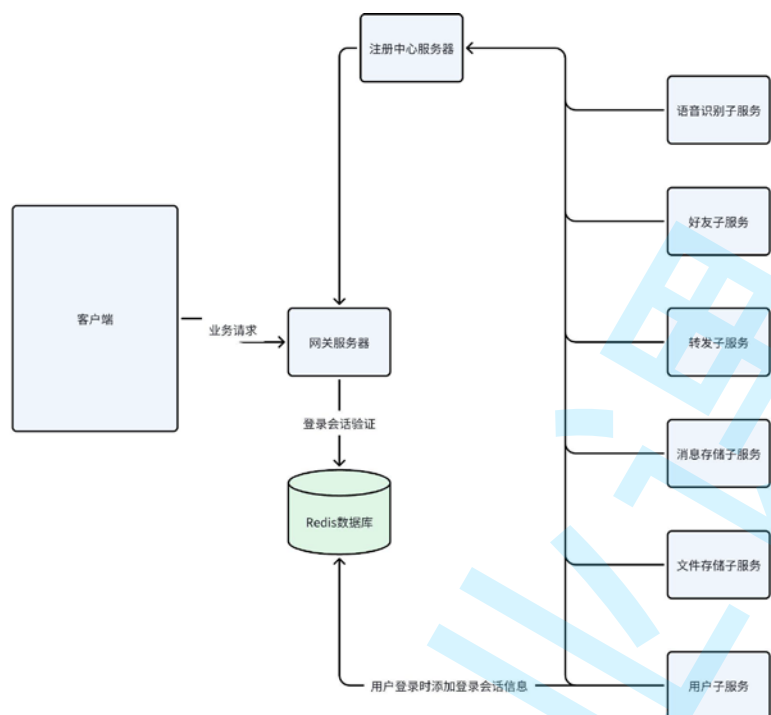 注册中心服务器
语音识别子服务
好友子服务
客户端
业务请求
网关服务器
转发子服务
登录会话验证
消息存储子服务
Redis数据库
文件存储子服务
用户登录时添加登录会话信息
用户子服务